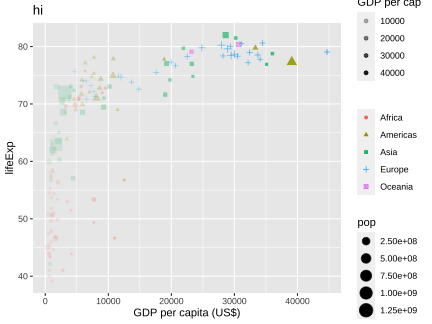 hi
GDP per cap
10000
20000
30000
40000
Africa
Americas
Asia
Europe
Oceania
pop
2.50e+08
5.00e+08
7.50e+08
1.00e+09
1.25e+09
lifeExp
80
70
60
50
40
0 10000 20000 30000 40000
GDP per capita (US$)